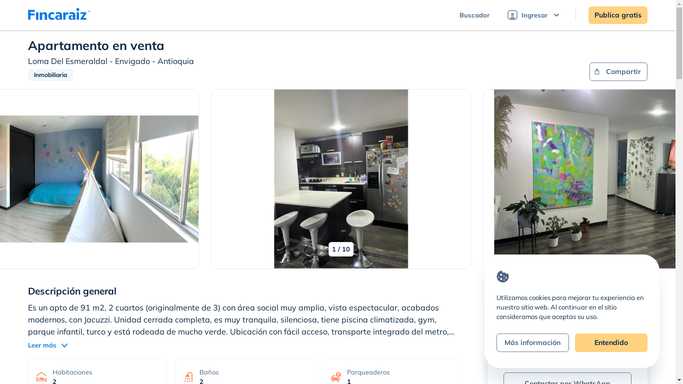 Fincaraiz
Buscador
Ingresar
Publica gratis
Apartamento en venta
Loma Del Esmeraldal - Envigado - Antioquia
Inmobiliaria
Compartir
1 / 10
Descripción general
Es un apto de 91 m2, 2 cuartos (originalmente de 3) con área social muy amplia, vista espectacular, acabados
modernos, con Jacuzzi. Unidad cerrada completa, es muy tranquila, silenciosa, tiene piscina climatizada, gym,
parque infantil, turco y está rodeada de mucho verde. Ubicación con fácil acceso, transporte integrado del metro,...
Leer más
Habitaciones
2
Baños
2
Parqueaderos
1
Utilizamos cookies para mejorar tu experiencia en
nuestro sitio web. Al continuar en el sitio
consideramos que aceptas su uso.
Más información
Entendido
Contactar por WhatsApp